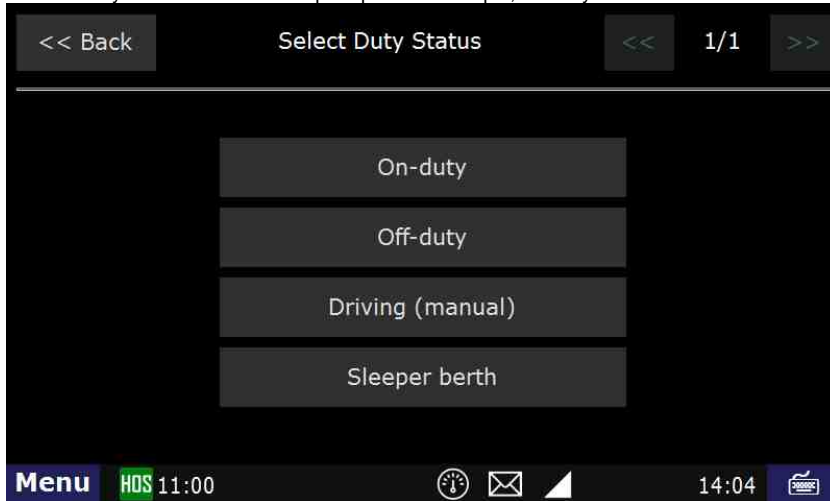 << Back Select Duty Status << 1/1 >>
On-duty
Off-duty
Driving (manual)
Sleeper berth
Menu HOS 11:00 14:04